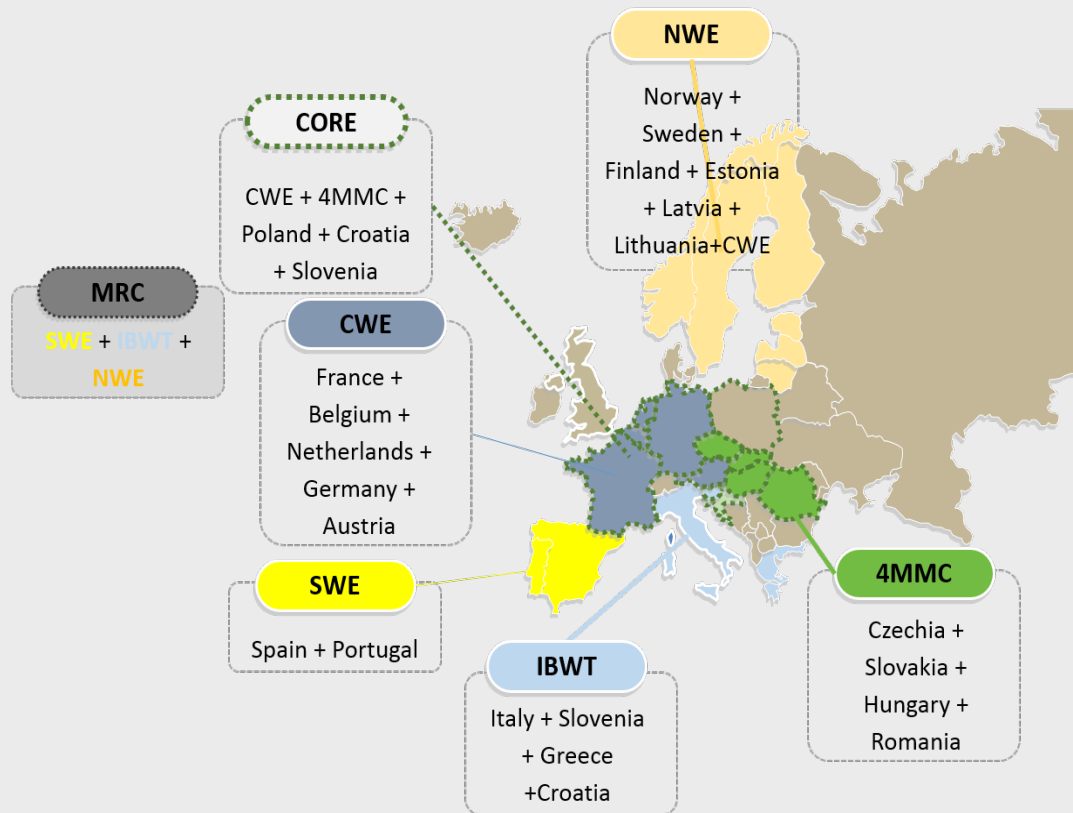 NWE
Norway +
Sweden +
Finland + Estonia
+ Latvia +
Lithuania+CWE
CORE
CWE + 4MMC +
Poland + Croatia
+ Slovenia
MRC
SWE + IBWT +
NWE
CWE
France +
Belgium +
Netherlands +
Germany +
Austria
SWE
Spain + Portugal
IBWT
Italy + Slovenia
+ Greece
+Croatia
4MMC
Czechia +
Slovakia +
Hungary +
Romania